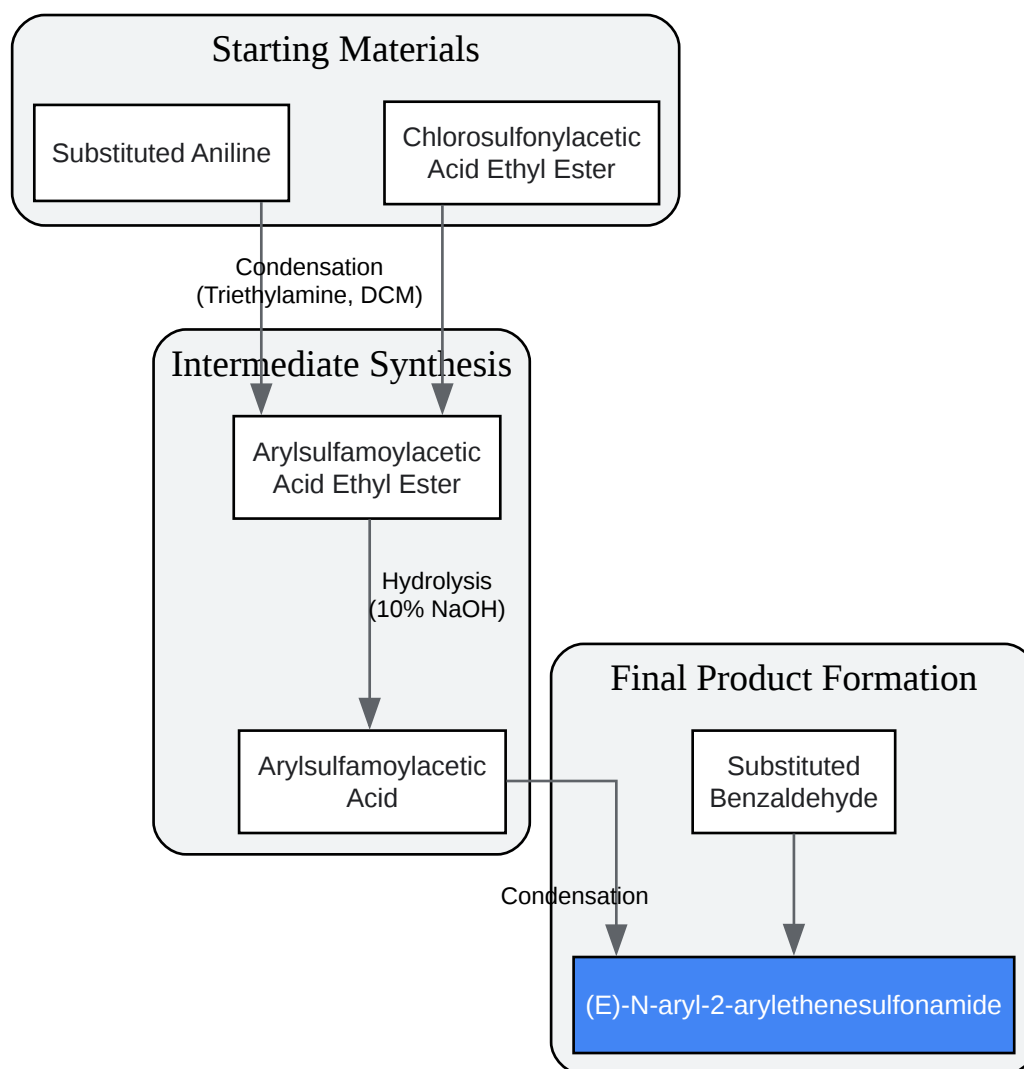 Starting Materials
Substituted Aniline
Chlorosulfonylacetic
Acid Ethyl Ester
Condensation
(Triethylamine, DCM)
Intermediate Synthesis
Arylsulfamoylacetic
Acid Ethyl Ester
Hydrolysis
(10% NaOH)
Final Product Formation
Arylsulfamoylacetic
Acid
Substituted
Benzaldehyde
Condensation
(E)-N-aryl-2-arylethenesulfonamide